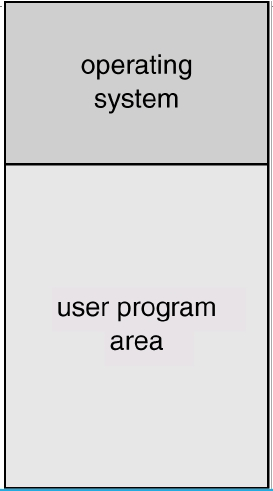 operating
system
user program
area